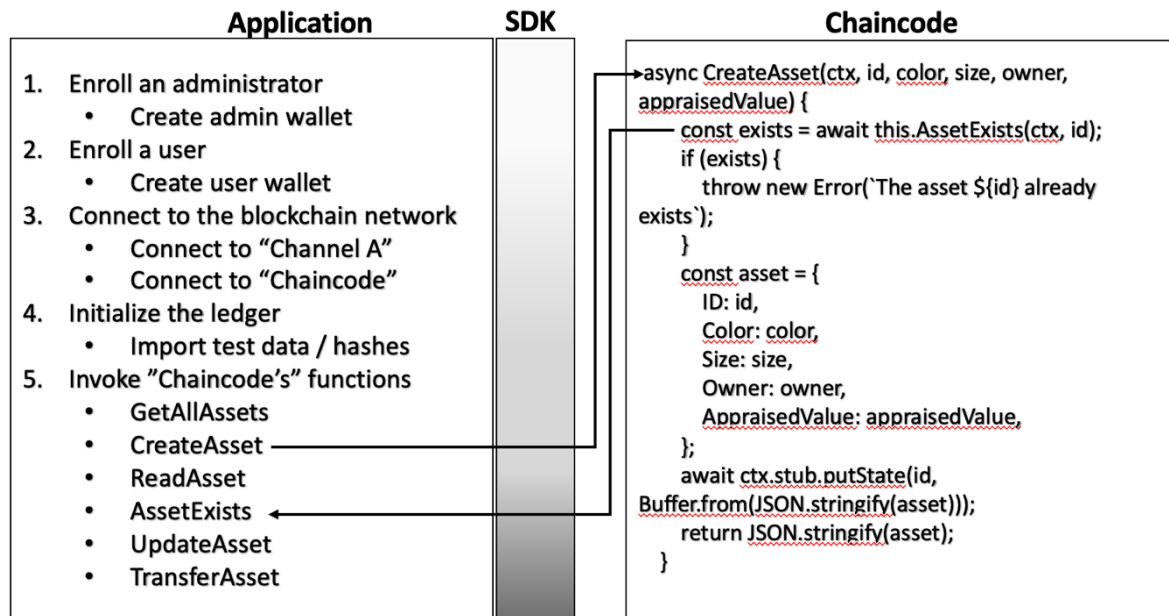 Application
SDK
Chaincode
1. Enroll an administrator
• Create admin wallet
2. Enroll a user
• Create user wallet
3. Connect to the blockchain network
• Connect to “Channel A”
• Connect to “Chaincode”
4. Initialize the ledger
• Import test data / hashes
5. Invoke ”Chaincode’s” functions
• GetAllAssets
• CreateAsset
• ReadAsset
• AssetExists
• UpdateAsset
• TransferAsset
async CreateAsset(ctx, id, color, size, owner,
appraisedValue) {
const exists = await this.AssetExists(ctx, id);
if (exists) {
throw new Error(`The asset ${id} already
exists`);
}
const asset = {
ID: id,
Color: color,
Size: size,
Owner: owner,
AppraisedValue: appraisedValue,
};
await ctx.stub.putState(id,
Buffer.from(JSON.stringify(asset)));
return JSON.stringify(asset);
}